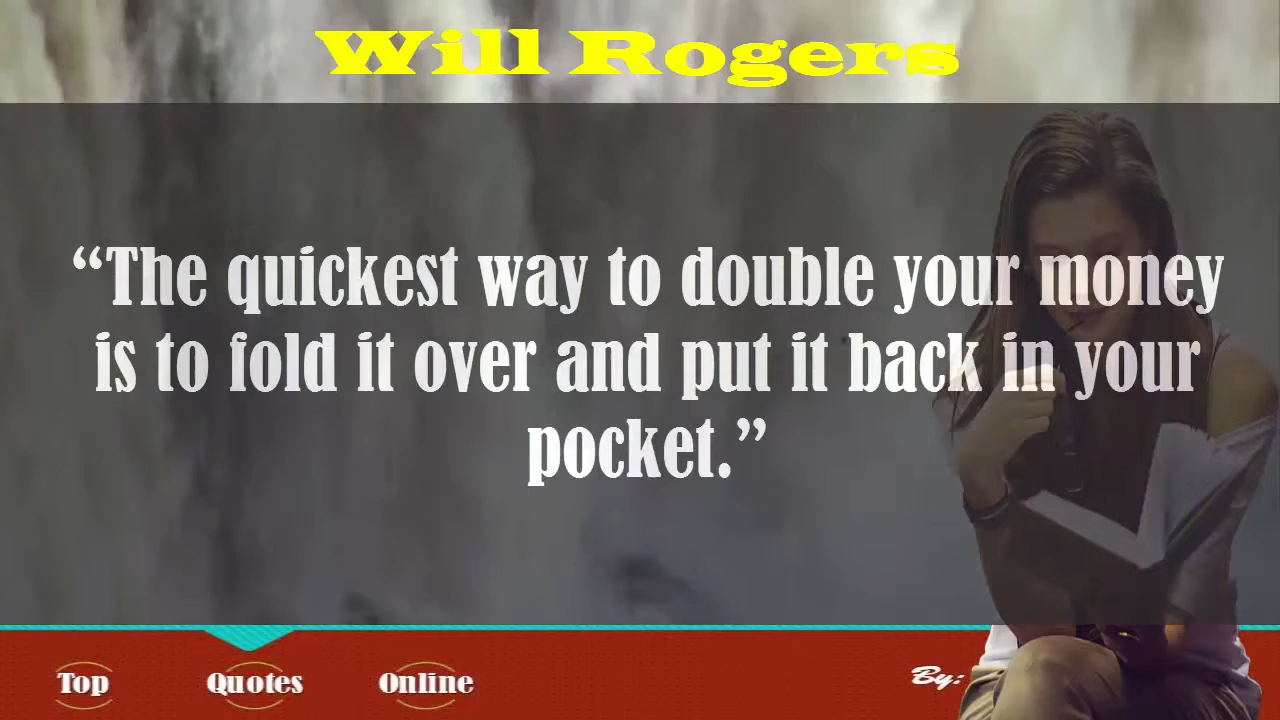 Will Rogers
“The quickest way to double your money
is to fold it over and put it back in your
pocket.”
Top Quotes Online By: